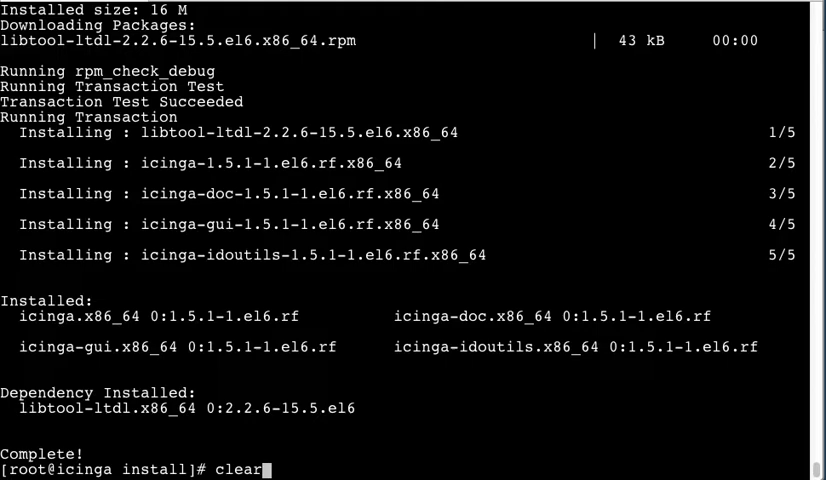 Installed size: 16 M
Downloading Packages:
libtool-ltdl-2.2.6-15.5.el6.x86_64.rpm | 43 kB 00:00
Running rpm_check_debug
Running Transaction Test
Transaction Test Succeeded
Running Transaction
Installing : libtool-ltdl-2.2.6-15.5.el6.x86_64 1/5
Installing : icinga-1.5.1-1.el6.rf.x86_64 2/5
Installing : icinga-doc-1.5.1-1.el6.rf.x86_64 3/5
Installing : icinga-gui-1.5.1-1.el6.rf.x86_64 4/5
Installing : icinga-idoutils-1.5.1-1.el6.rf.x86_64 5/5
Installed:
icinga.x86_64 0:1.5.1-1.el6.rf icinga-doc.x86_64 0:1.5.1-1.el6.rf
icinga-gui.x86_64 0:1.5.1-1.el6.rf icinga-idoutils.x86_64 0:1.5.1-1.el6.rf
Dependency Installed:
libtool-ltdl.x86_64 0:2.2.6-15.5.el6
Complete!
[root@icinga install]# clear